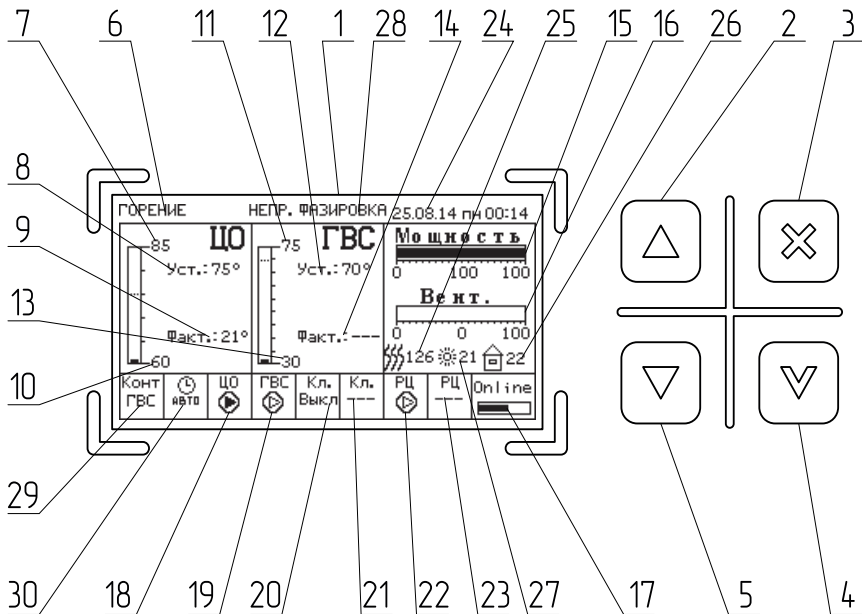 7 6 11 12 1 28 14 24 25 15 16 26 2 3
8
9
13
10
29
ГОРЕНИЕ НЕПР. ФАЗИРОВКА 25.08.14 пн 00:14
85 ЦО 75 ГВС Мощность
Уст.:75° Уст.:70° 0 100 100
Вент.
Факт.:21° Факт.:--- 0 0 100
60 30 126 21 22
Конт ГВС
АВТО
ЦО
ГВС
Кл. Выкл
Кл. ---
РЦ
РЦ ---
Online
30 18 19 20 21 22 23 27 17 5 4